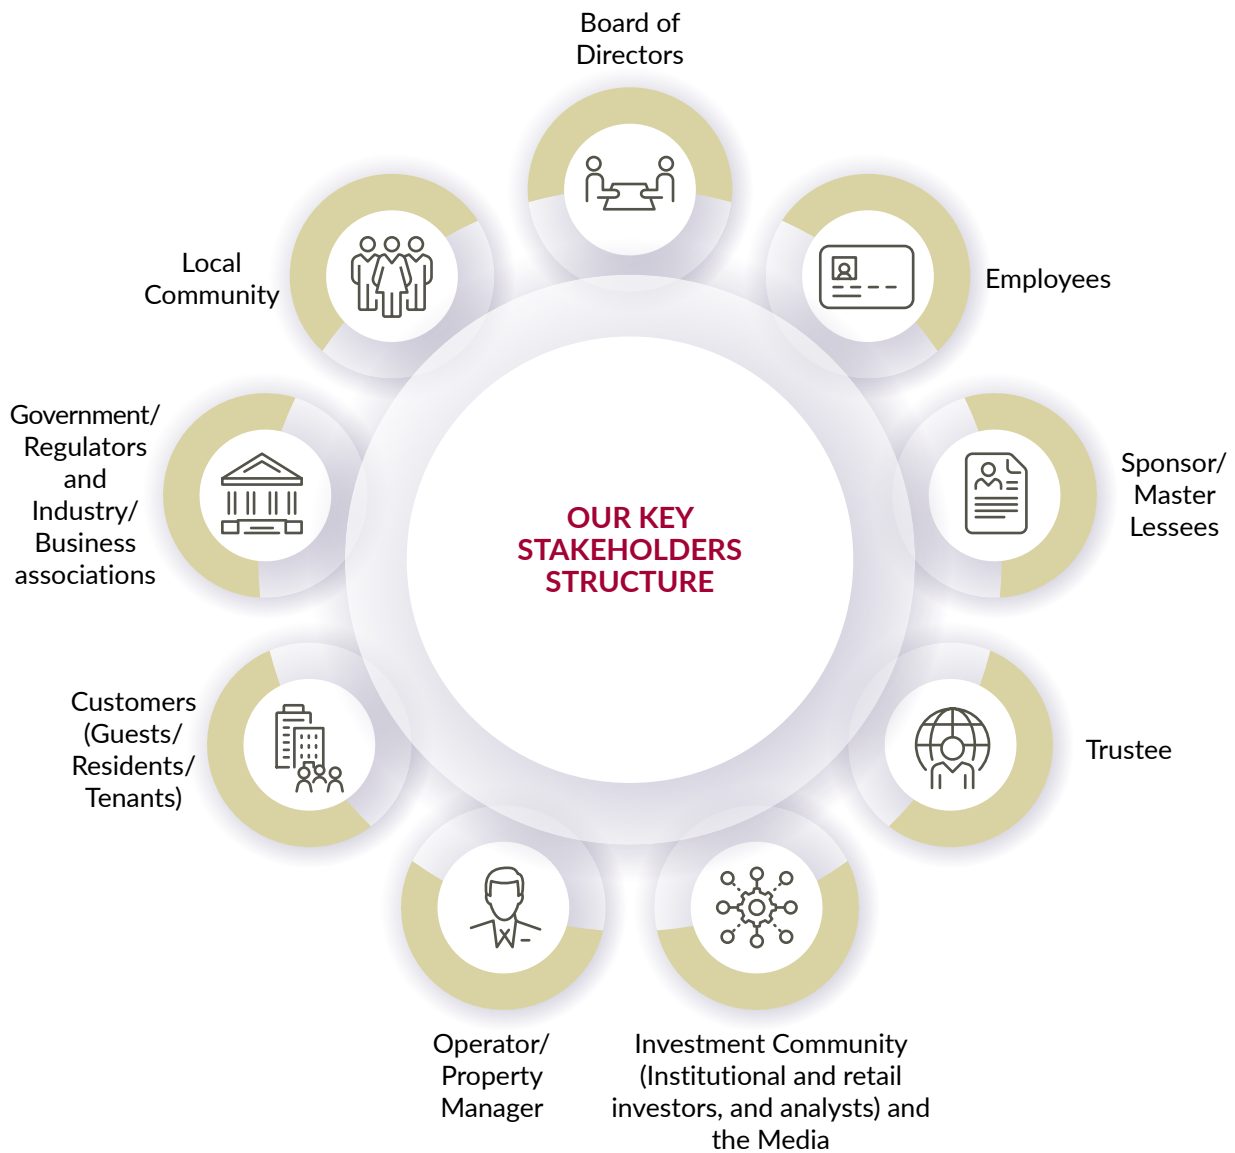 Board of
Directors
Employees
Sponsor/
Master
Lessees
Trustee
Investment Community
(Institutional and retail
investors, and analysts) and
the Media
Operator/
Property
Manager
Customers
(Guests/
Residents/
Tenants)
Government/
Regulators
and
Industry/
Business
associations
Local
Community
OUR KEY
STAKEHOLDERS
STRUCTURE